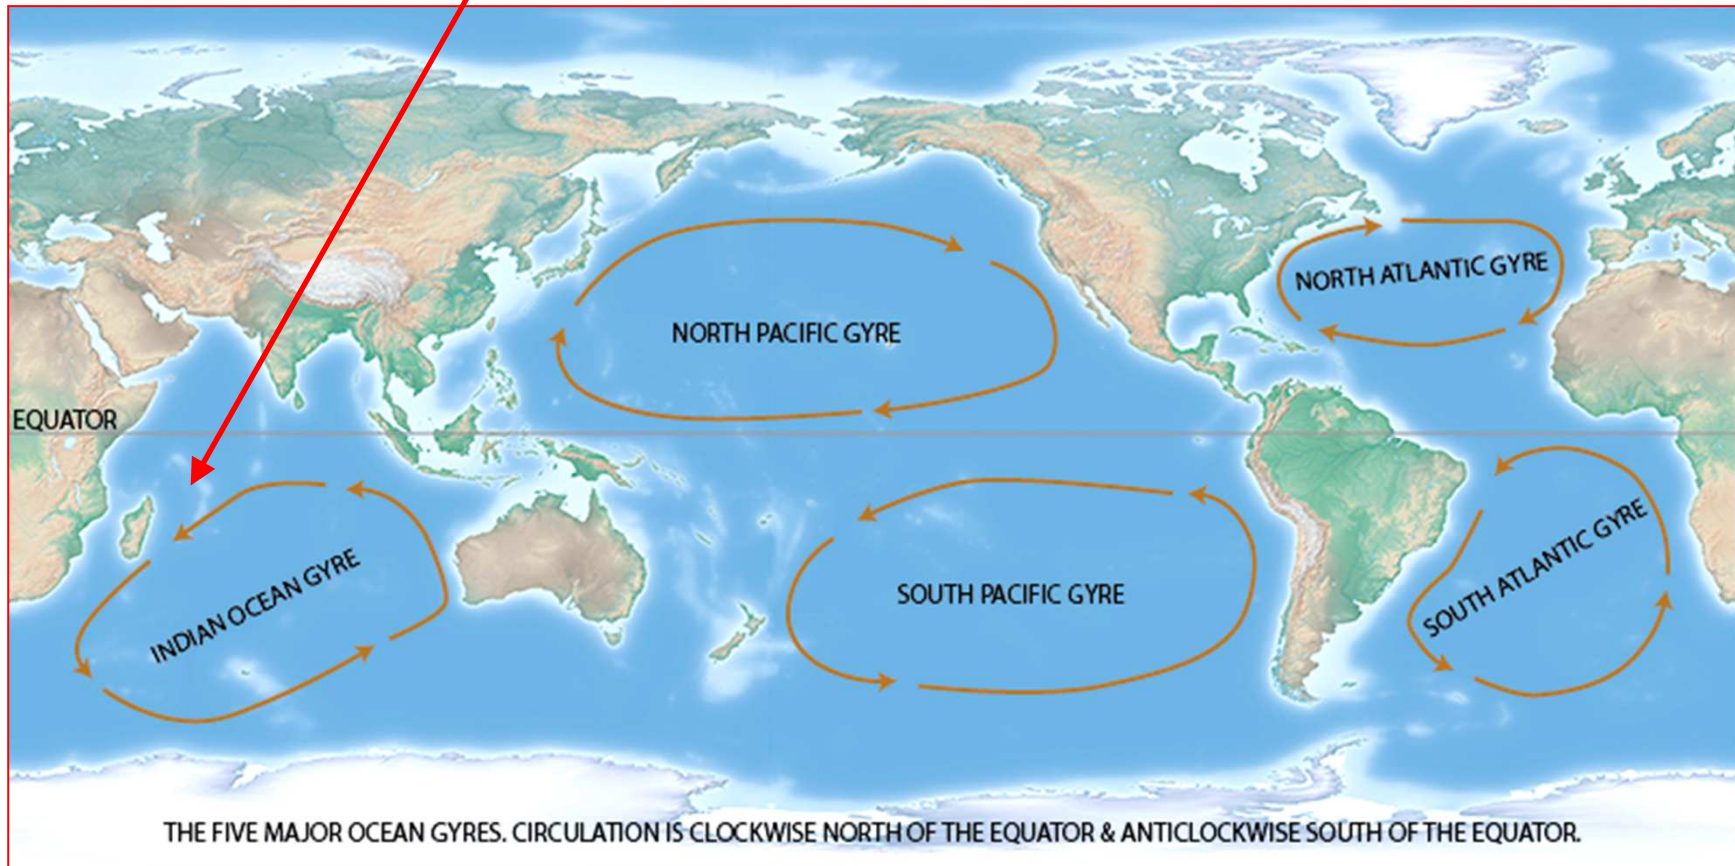 NORTH ATLANTIC GYRE
NORTH PACIFIC GYRE
EQUATOR
INDIAN OCEAN GYRE
SOUTH PACIFIC GYRE
SOUTH ATLANTIC GYRE
THE FIVE MAJOR OCEAN GYRES. CIRCULATION IS CLOCKWISE NORTH OF THE EQUATOR & ANTICLOCKWISE SOUTH OF THE EQUATOR.